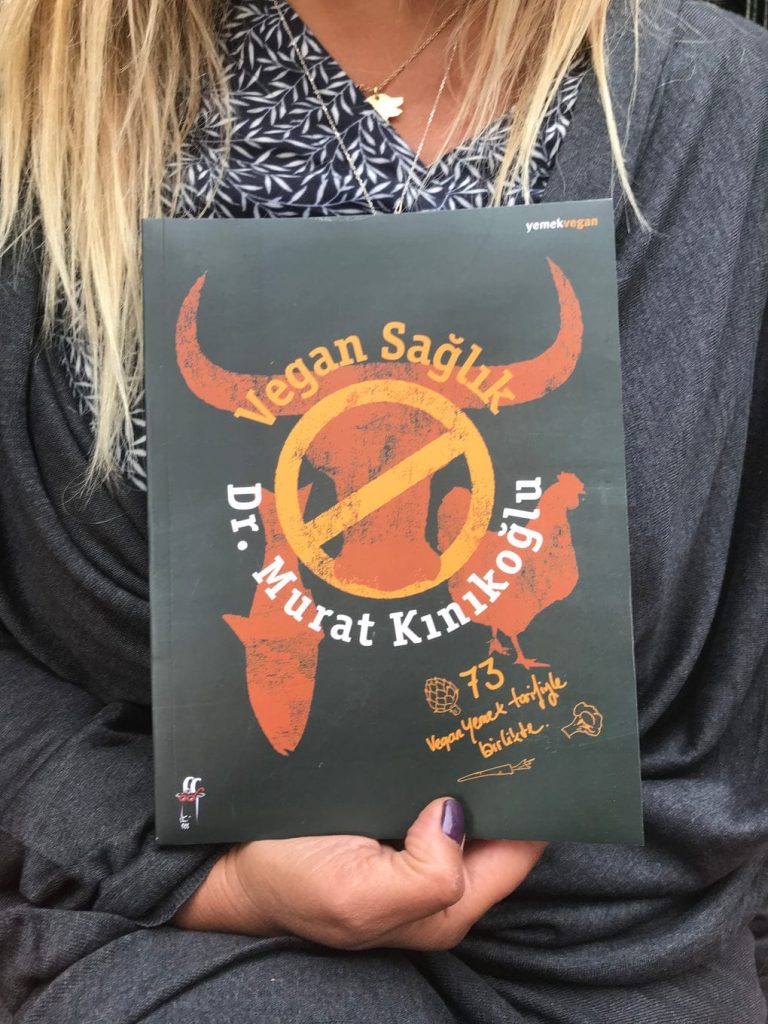 yemekvegan
Vegan Sağlık
Dr. Murat Kınıkoğlu
73
Vegan yemek tarifiyle
birlikte.